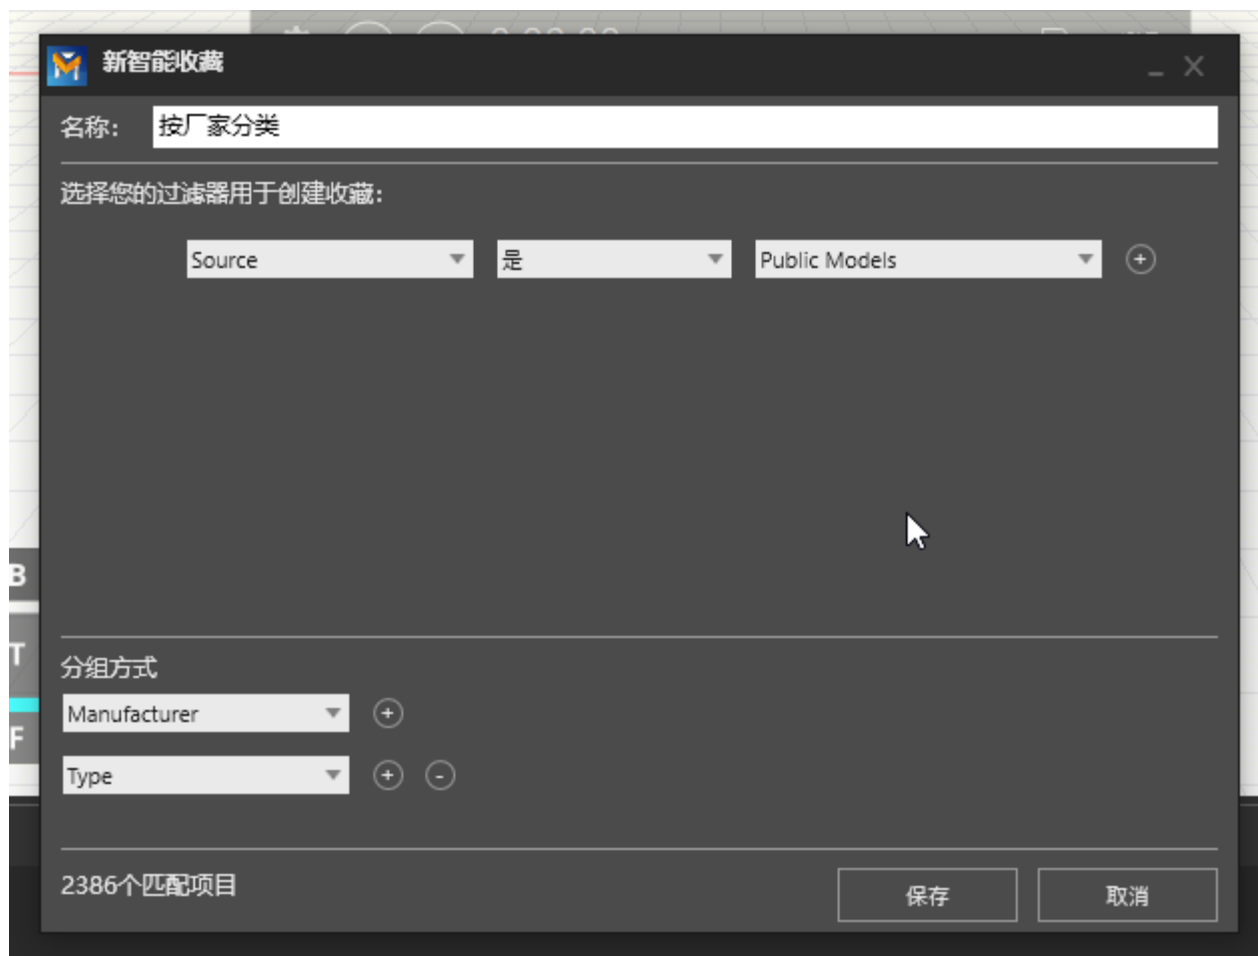 新智能收藏
名称: 按厂家分类
选择您的过滤器用于创建收藏:
Source 是 Public Models
B
T
分组方式
Manufacturer
F
Type
2386个匹配项目
保存 取消